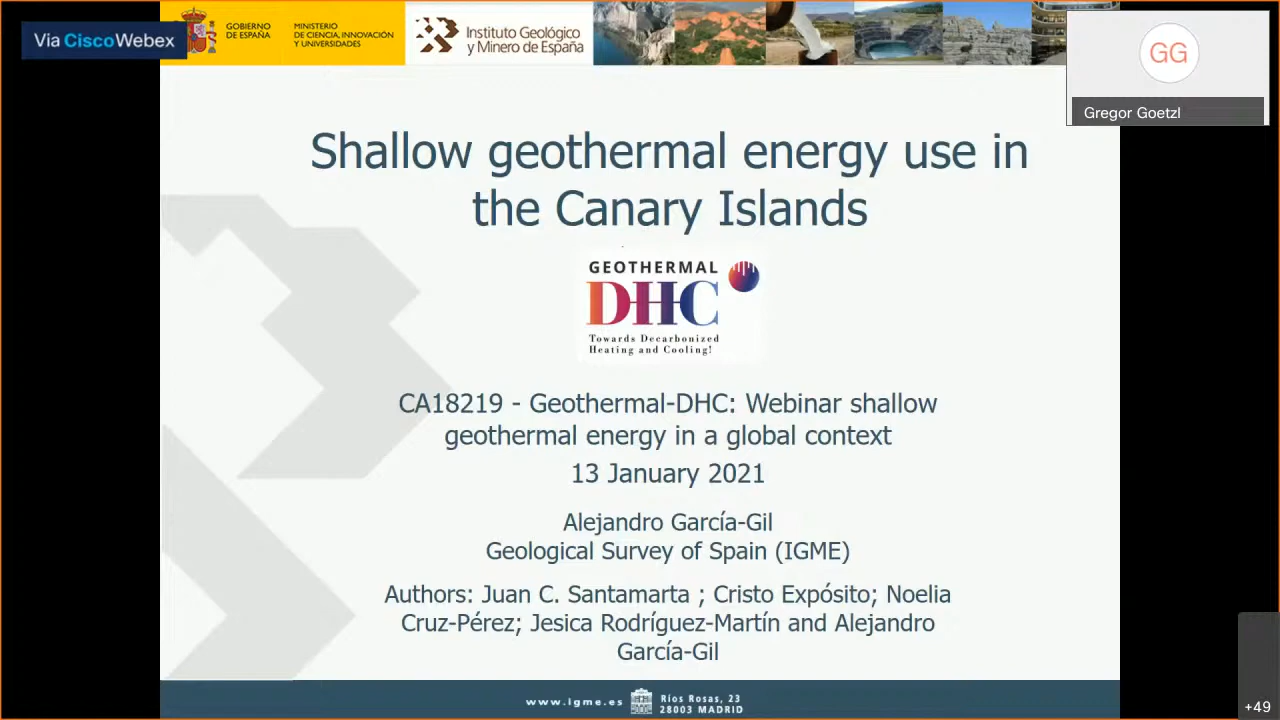 Via CiscoWebex
GOBIERNO
DE ESPAÑA
MINISTERIO
DE CIENCIA, INNOVACIÓN
Y UNIVERSIDADES
Instituto Geológico
y Minero de España
GG
Gregor Goetzl
Shallow geothermal energy use in
the Canary Islands
GEOTHERMAL
DHC
Towards Decarbonized
Heating and Cooling!
CA18219 - Geothermal-DHC: Webinar shallow
geothermal energy in a global context
13 January 2021
Alejandro García-Gil
Geological Survey of Spain (IGME)
Authors: Juan C. Santamarta ; Cristo Expósito; Noelia
Cruz-Pérez; Jesica Rodríguez-Martín and Alejandro
García-Gil
www.igme.es
Ríos Rosas, 23
28003 MADRID
+49